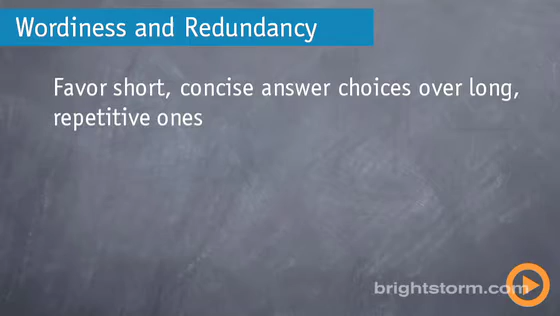 Wordiness and Redundancy
Favor short, concise answer choices over long,
repetitive ones
brightstorm.com